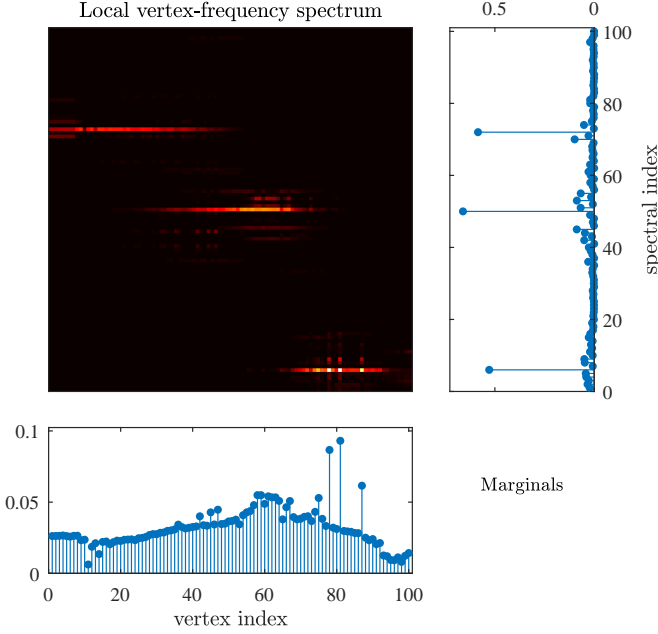 Local vertex-frequency spectrum
0.5 0
100
80
60
40
20
0
spectral index
0.1
0.05
0
0 20 40 60 80 100
vertex index
Marginals